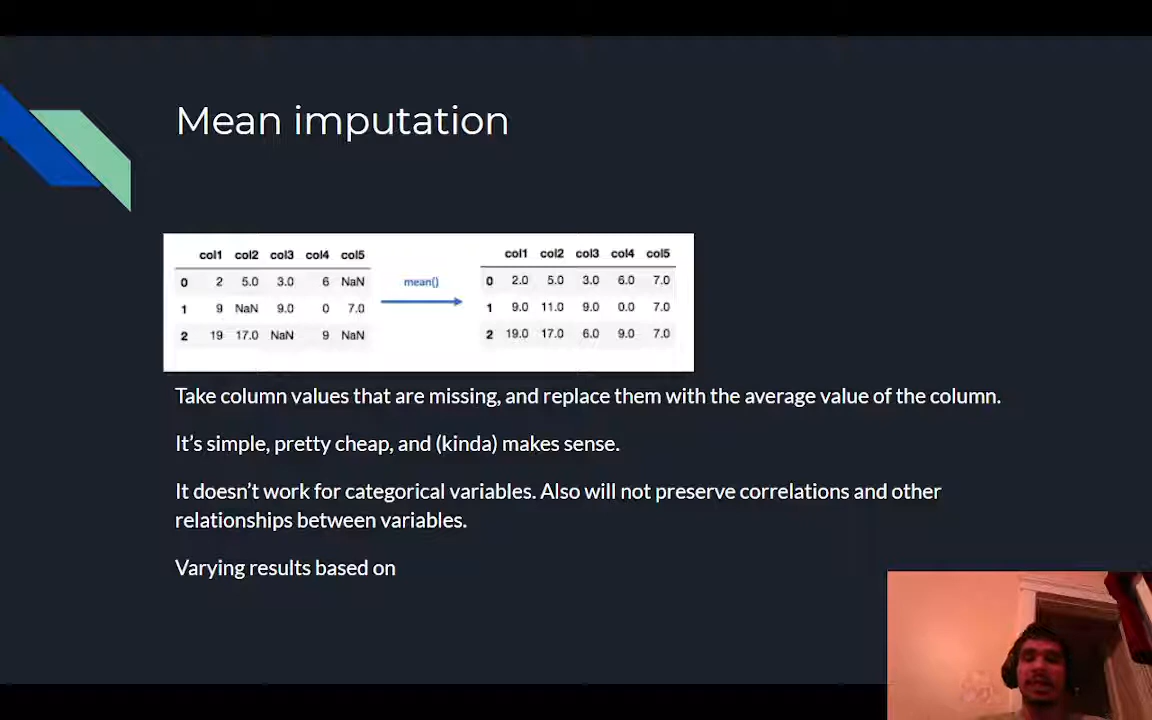 Mean imputation
col1 col2 col3 col4 col5
0 2 5.0 3.0 6 NaN
1 9 NaN 9.0 0 7.0
2 19 17.0 NaN 9 NaN
mean()
col1 col2 col3 col4 col5
0 2.0 5.0 3.0 6.0 7.0
1 9.0 11.0 9.0 0.0 7.0
2 19.0 17.0 6.0 9.0 7.0
Take column values that are missing, and replace them with the average value of the column.
It's simple, pretty cheap, and (kinda) makes sense.
It doesn't work for categorical variables. Also will not preserve correlations and other
relationships between variables.
Varying results based on